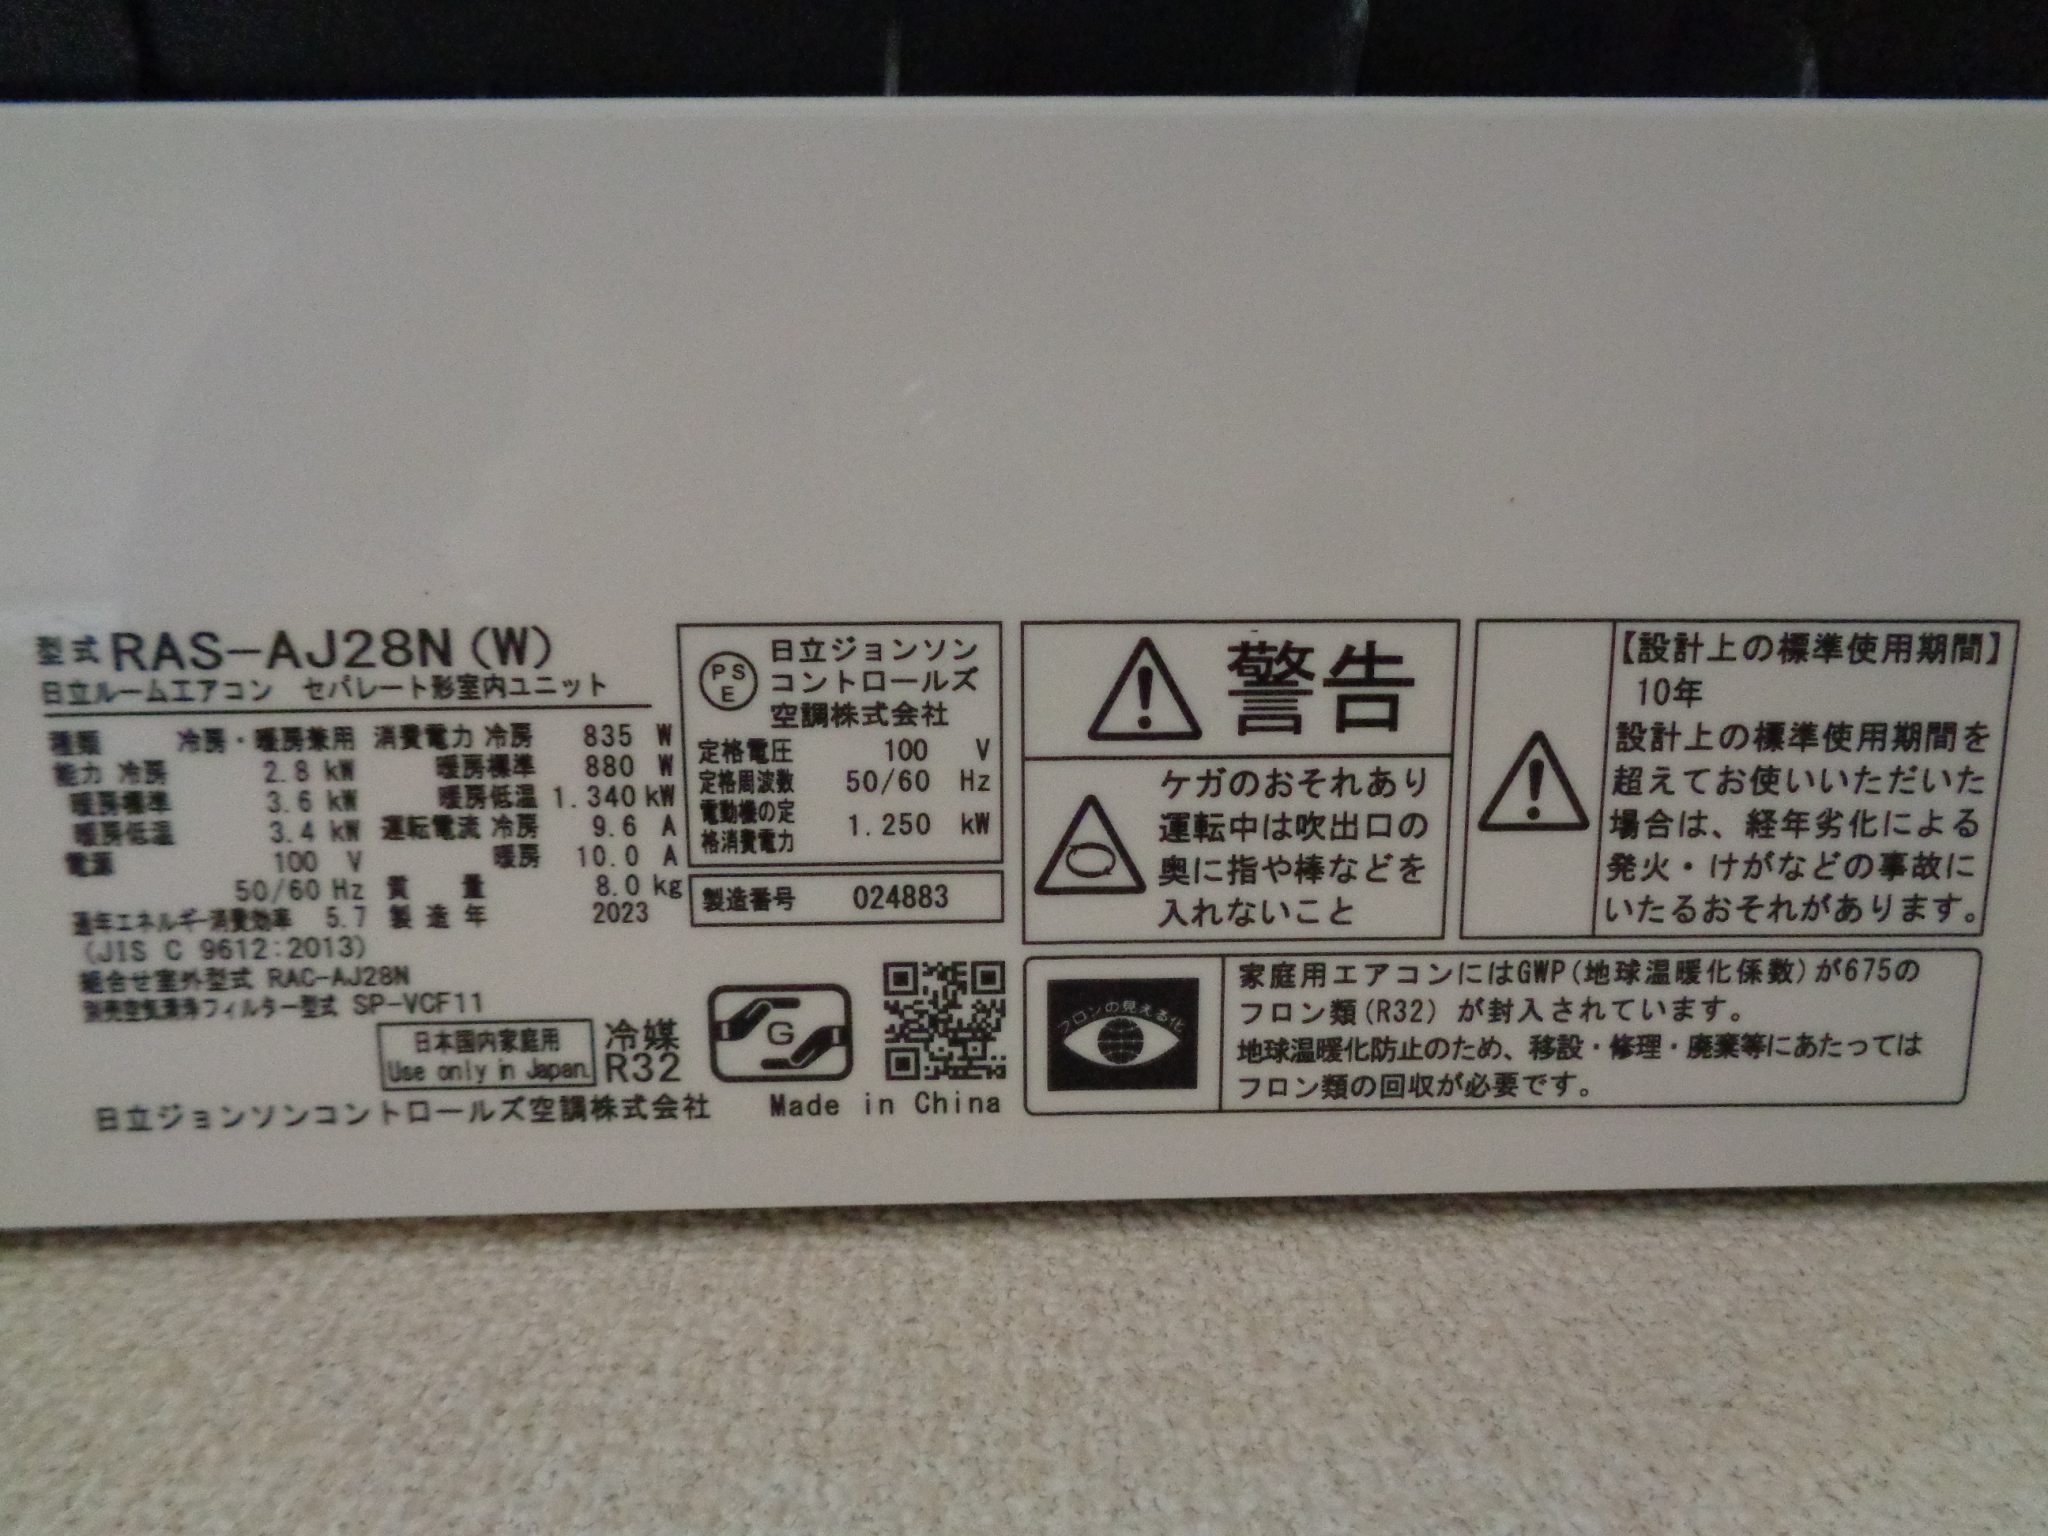 型式 RAS-AJ28N(W)
日立ルームエアコン セパレート形室内ユニット
種類 冷房・暖房兼用 消費電力 冷房 835 W
能力 冷房 2.8 kW 暖房標準 880 W
暖房標準 3.6 kW 暖房低温 1.340 kW
暖房低温 3.4 kW 運転電流 冷房 9.6 A
電源 100 V 暖房 10.0 A
50/60 Hz 質量 8.0 kg
通年エネルギー消費効率 5.7 製造年 2023
(JIS C 9612:2013)
組合せ室外型式 RAC-AJ28N
別売空気清浄フィルター型式 SP-VCF11
日本国内家庭用
Use only in Japan.
冷媒
R32
G
日立ジョンソンコントロールズ空調株式会社 Made in China
PS
E
日立ジョンソン
コントロールズ
空調株式会社
定格電圧 100 V
定格周波数 50/60 Hz
電動機の定
格消費電力 1.250 kW
製造番号 024883
警告
ケガのおそれあり
運転中は吹出口の
奥に指や棒などを
入れないこと
【設計上の標準使用期間】
10年
設計上の標準使用期間を
超えてお使いいただいた
場合は、経年劣化による
発火・けがなどの事故に
いたるおそれがあります。
フロンの見える化
家庭用エアコンにはGWP(地球温暖化係数)が675の
フロン類(R32) が封入されています。
地球温暖化防止のため、移設・修理・廃棄等にあたっては
フロン類の回収が必要です。